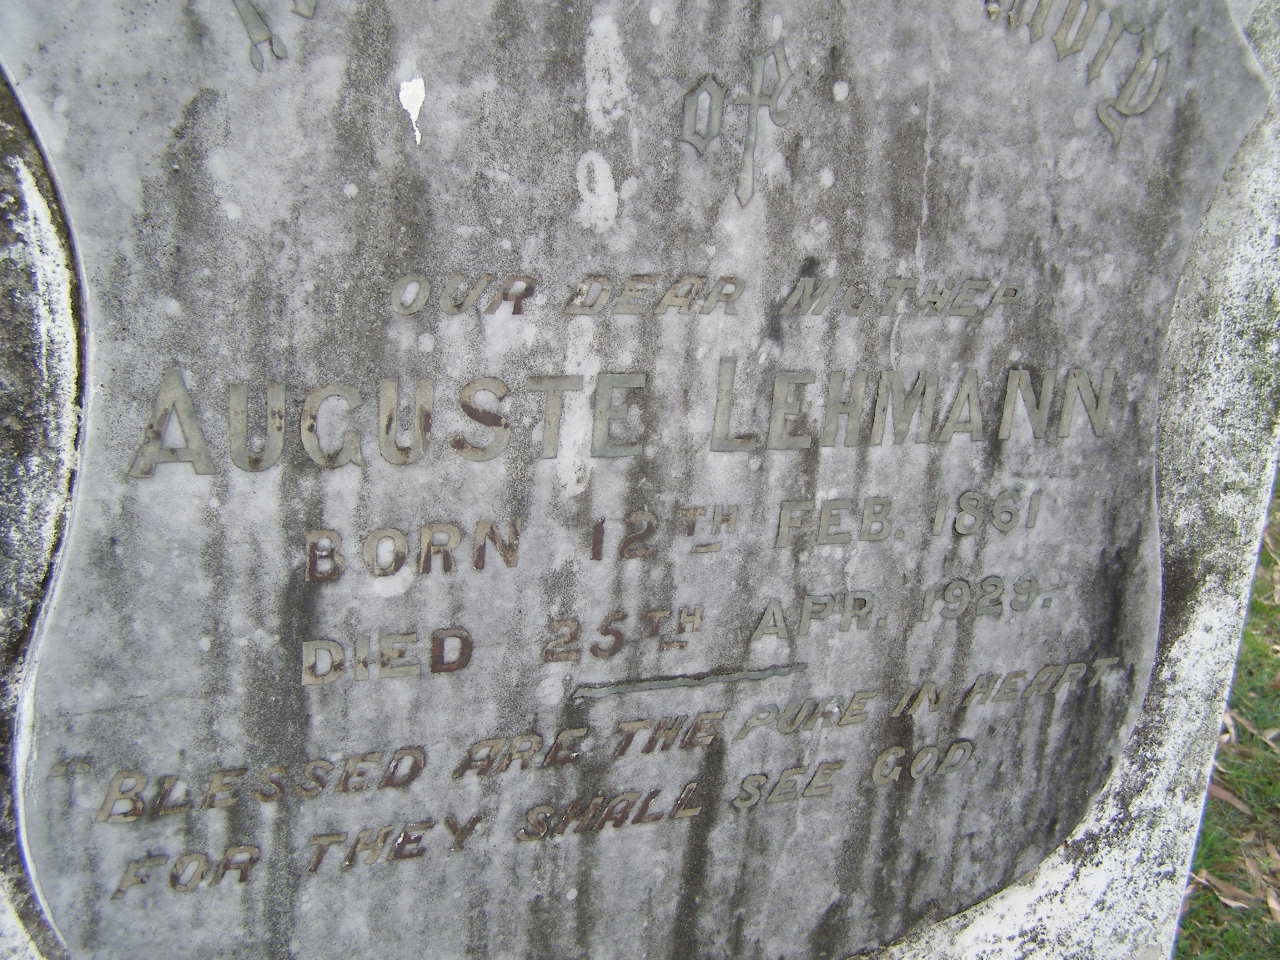 of
OUR DEAR MOTHER
AUGUSTE LEHMANN
BORN 12TH FEB. 1861
DIED 25TH APR. 1929.
"BLESSED ARE THE PURE IN HEART
FOR THEY SHALL SEE GOD.